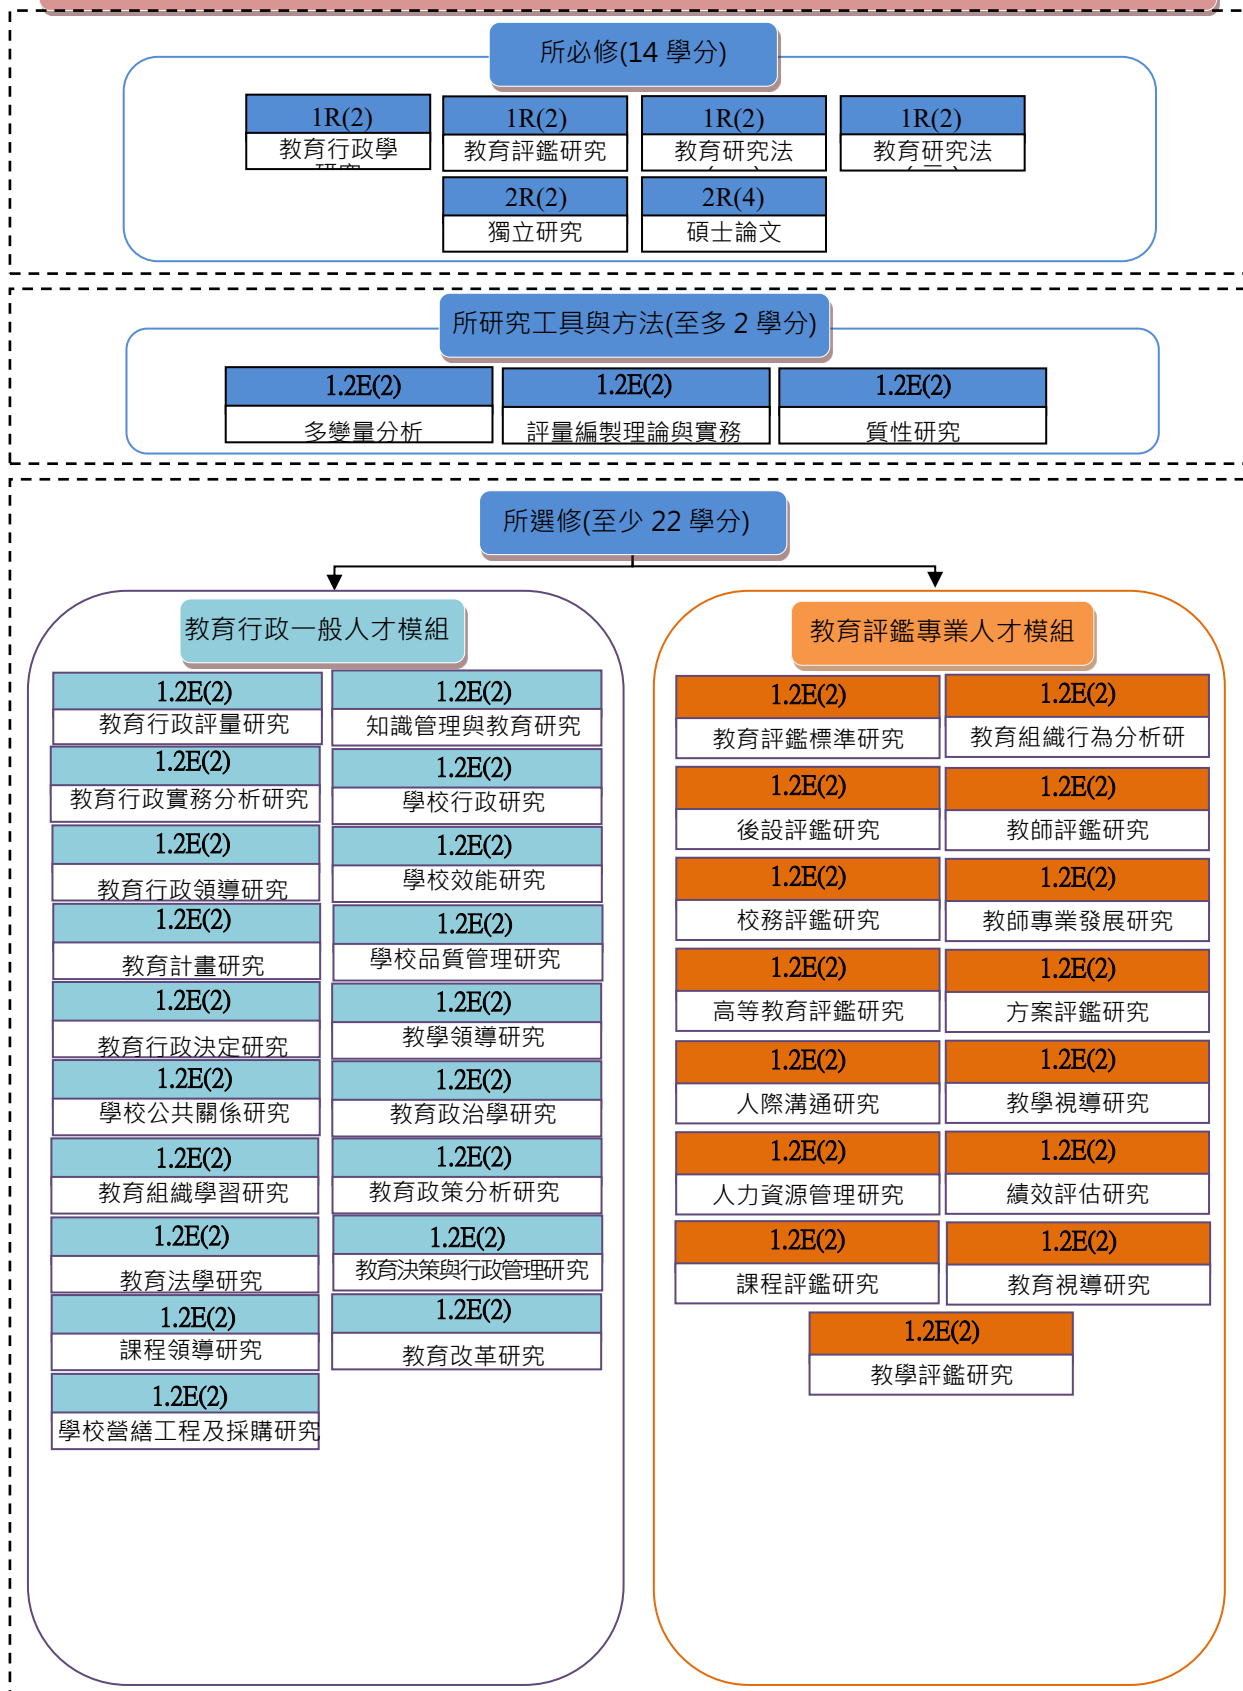 所必修(14 學分)
1R(2)
教育行政學
1R(2)
教育評鑑研究
1R(2)
教育研究法
1R(2)
教育研究法
2R(2)
獨立研究
2R(4)
碩士論文
所研究工具與方法(至多 2 學分)
1.2E(2)
多變量分析
1.2E(2)
評量編製理論與實務
1.2E(2)
質性研究
所選修(至少 22 學分)
教育行政一般人才模組
1.2E(2)
教育行政評量研究
1.2E(2)
知識管理與教育研究
1.2E(2)
教育行政實務分析研究
1.2E(2)
學校行政研究
1.2E(2)
教育行政領導研究
1.2E(2)
學校效能研究
1.2E(2)
教育計畫研究
1.2E(2)
學校品質管理研究
1.2E(2)
教育行政決定研究
1.2E(2)
教學領導研究
1.2E(2)
學校公共關係研究
1.2E(2)
教育政治學研究
1.2E(2)
教育組織學習研究
1.2E(2)
教育政策分析研究
1.2E(2)
教育法學研究
1.2E(2)
教育決策與行政管理研究
1.2E(2)
課程領導研究
1.2E(2)
教育改革研究
1.2E(2)
學校營繕工程及採購研究
教育評鑑專業人才模組
1.2E(2)
教育評鑑標準研究
1.2E(2)
教育組織行為分析研
1.2E(2)
後設評鑑研究
1.2E(2)
教師評鑑研究
1.2E(2)
校務評鑑研究
1.2E(2)
教師專業發展研究
1.2E(2)
高等教育評鑑研究
1.2E(2)
方案評鑑研究
1.2E(2)
人際溝通研究
1.2E(2)
教學視導研究
1.2E(2)
人力資源管理研究
1.2E(2)
績效評估研究
1.2E(2)
課程評鑑研究
1.2E(2)
教育視導研究
1.2E(2)
教學評鑑研究